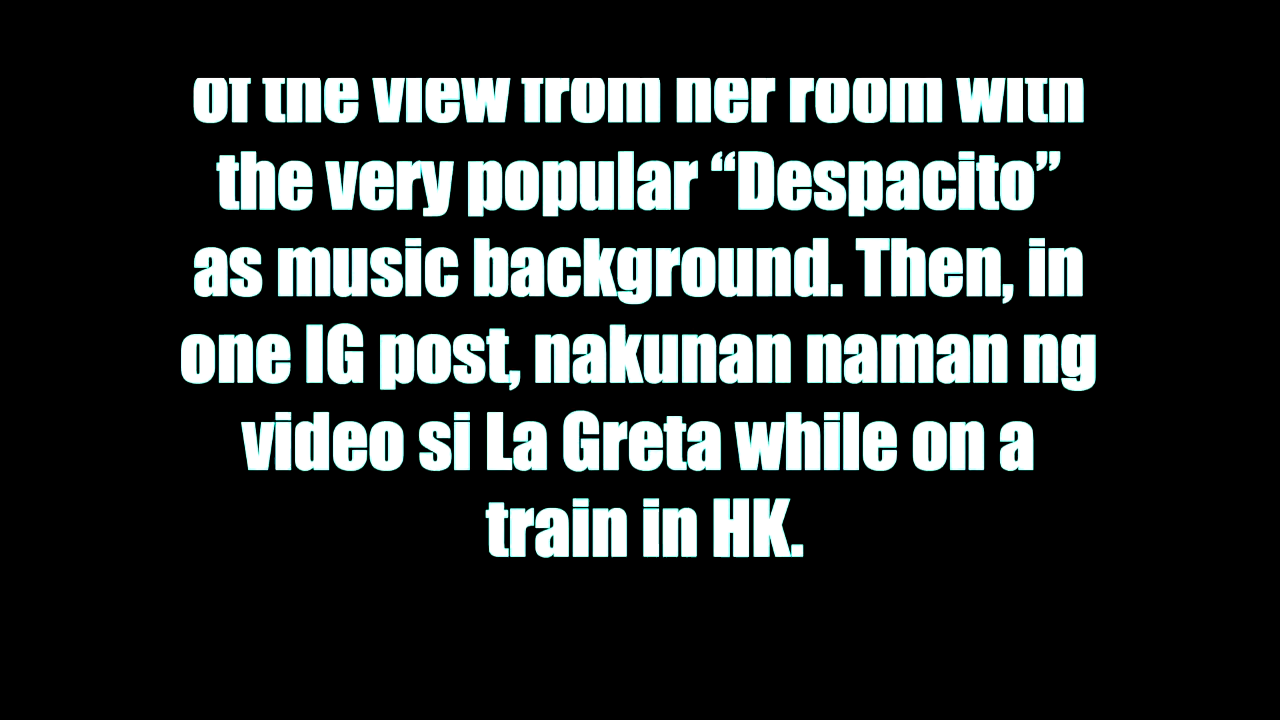 of the view from her room with
the very popular “Despacito”
as music background. Then, in
one IG post, nakunan naman ng
video si La Greta while on a
train in HK.